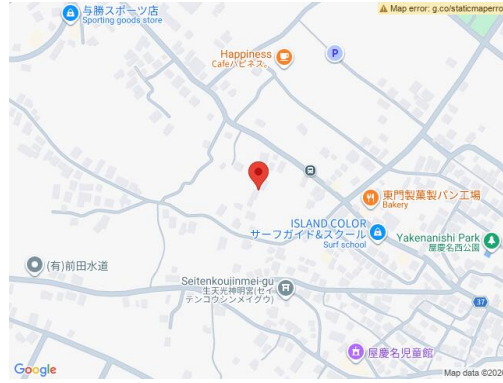 与勝スポーツ店
Sporting goods store
Map error: g.co/staticmaperro
Happiness
Cafeハピネス.
P
東門製菓製パン工場
Bakery
ISLAND COLOR
サーフガイド&スクール
Surf school
Yakenanishi Park
屋慶名西公園
(有)前田水道
Seitenkoujinmei-gu
生天光神明宮(セイ
テンコウシンメイグウ)
37
屋慶名児童館
Google
Map data ©202